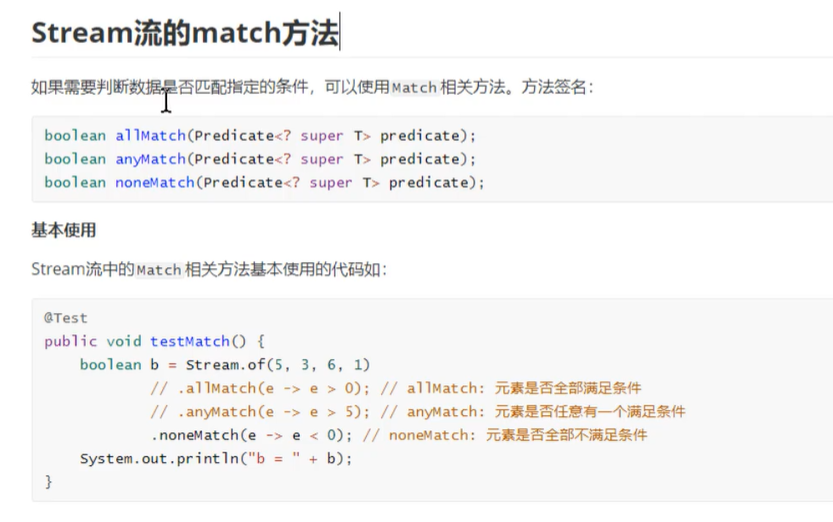 Stream流的match方法
如果需要判断数据是否匹配指定的条件，可以使用Match相关方法。方法签名：
boolean allMatch(Predicate<? super T> predicate);
boolean anyMatch(Predicate<? super T> predicate);
boolean noneMatch(Predicate<? super T> predicate);
基本使用
Stream流中的Match相关方法基本使用的代码如：
@Test
public void testMatch() {
    boolean b = Stream.of(5, 3, 6, 1)
            // .allMatch(e -> e > 0); // allMatch: 元素是否全部满足条件
            // .anyMatch(e -> e > 5); // anyMatch: 元素是否任意有一个满足条件
            .noneMatch(e -> e < 0); // noneMatch: 元素是否全部不满足条件
    System.out.println("b = " + b);
}